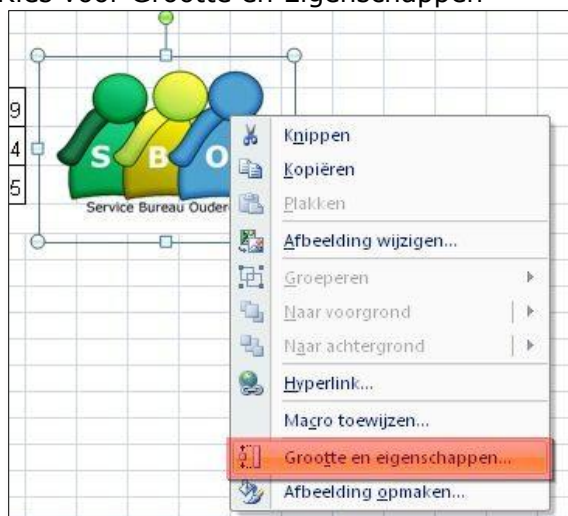 Kies voor Grootte en Eigenschappen
9
4
5
S B O
Service Bureau Ouder
Knippen
Kopiëren
Plakken
Afbeelding wijzigen...
Groeperen
Naar voorgrond
Naar achtergrond
Hyperlink...
Macro toewijzen...
Grootte en eigenschappen...
Afbeelding opmaken...